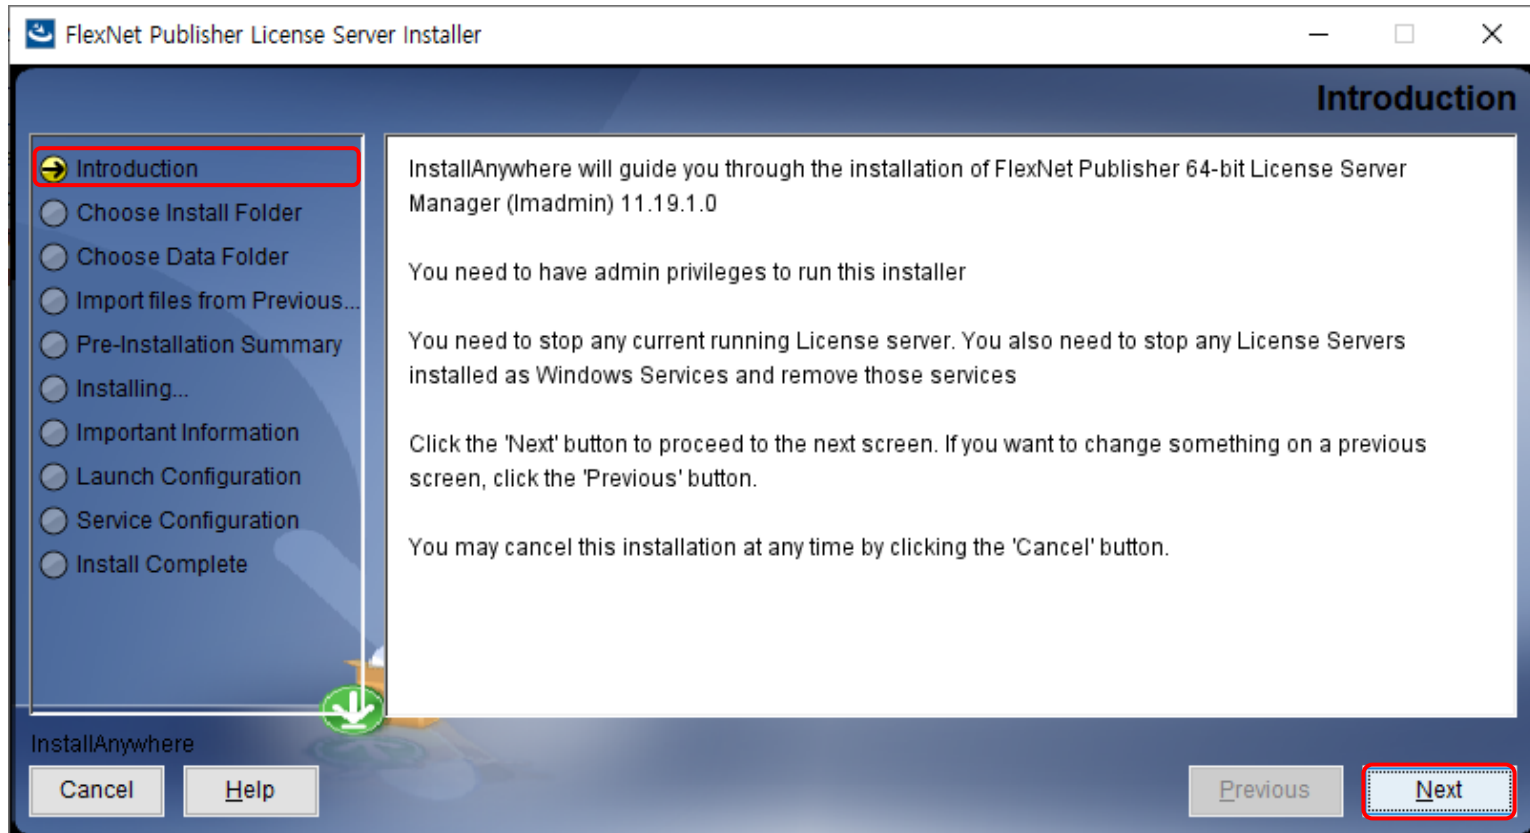 FlexNet Publisher License Server Installer
Introduction
Introduction
Choose Install Folder
Choose Data Folder
Import files from Previous...
Pre-Installation Summary
Installing...
Important Information
Launch Configuration
Service Configuration
Install Complete
InstallAnywhere will guide you through the installation of FlexNet Publisher 64-bit License Server
Manager (lmadmin) 11.19.1.0
You need to have admin privileges to run this installer
You need to stop any current running License server. You also need to stop any License Servers
installed as Windows Services and remove those services
Click the 'Next' button to proceed to the next screen. If you want to change something on a previous
screen, click the 'Previous' button.
You may cancel this installation at any time by clicking the 'Cancel' button.
InstallAnywhere
Cancel
Help
Previous
Next